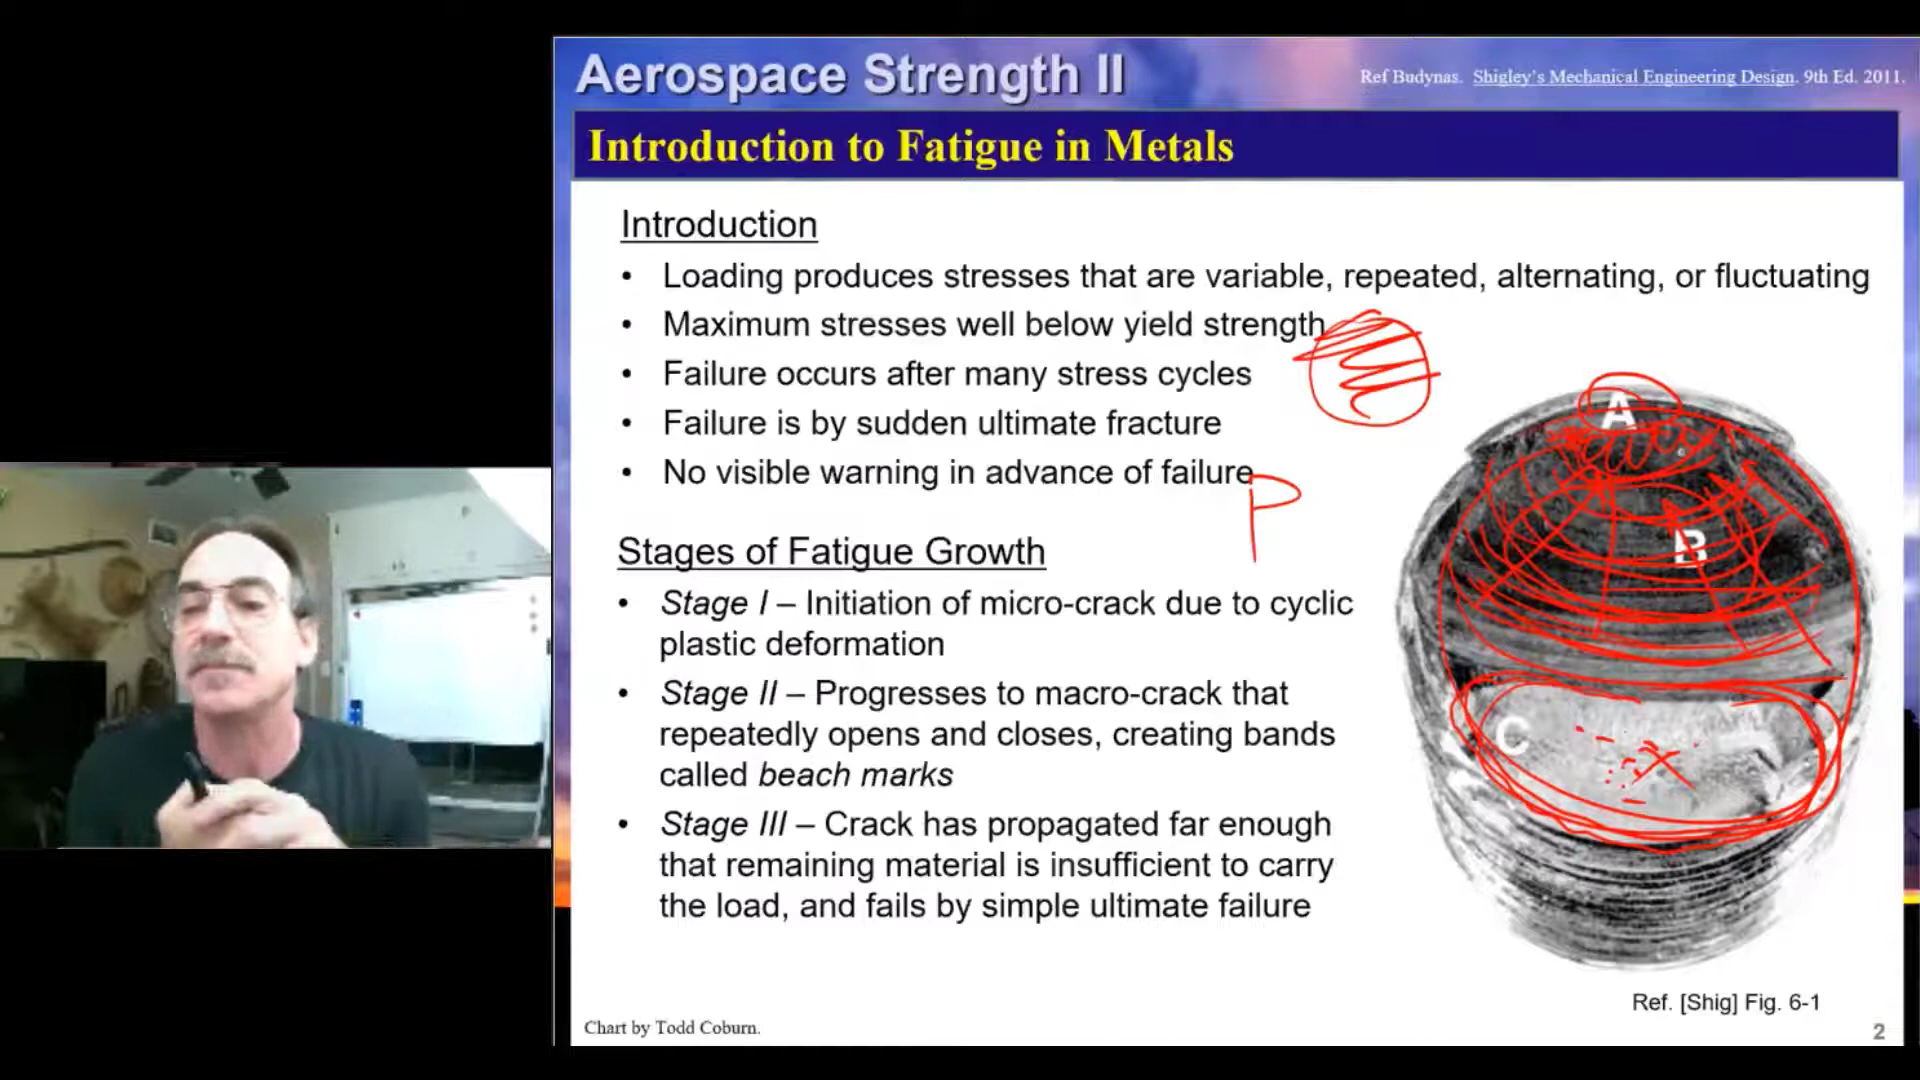 Aerospace Strength II
Ref Budynas. Shigley's Mechanical Engineering Design. 9th Ed. 2011.
Introduction to Fatigue in Metals
Introduction
• Loading produces stresses that are variable, repeated, alternating, or fluctuating
• Maximum stresses well below yield strength
• Failure occurs after many stress cycles
• Failure is by sudden ultimate fracture
• No visible warning in advance of failure
P
Stages of Fatigue Growth
• Stage I – Initiation of micro-crack due to cyclic
plastic deformation
• Stage II – Progresses to macro-crack that
repeatedly opens and closes, creating bands
called beach marks
• Stage III – Crack has propagated far enough
that remaining material is insufficient to carry
the load, and fails by simple ultimate failure
A
B
C
Ref. [Shig] Fig. 6-1
Chart by Todd Coburn.
2